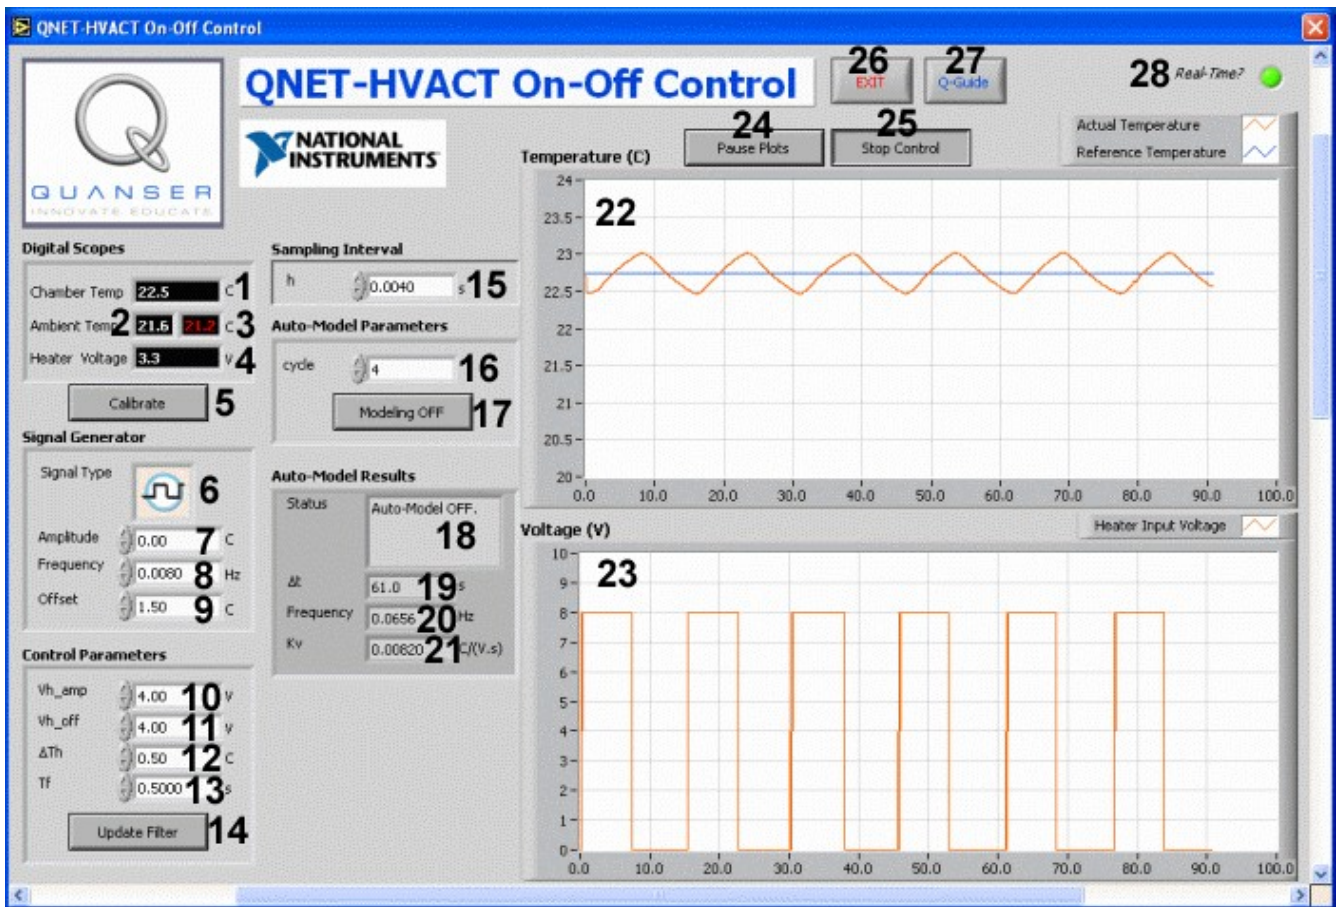 QNET-HVACT On-Off Control
QUANSER
INNOVATE EDUCATE
QNET-HVACT On-Off Control
NATIONAL
INSTRUMENTS
26
EXIT
27
Q-Guide
28 Real-Time?
24
Pause Plots
25
Stop Control
Actual Temperature
Reference Temperature
Digital Scopes
Chamber Temp 22.5 C 1
Ambient Temp 2 21.6 21.2 C 3
Heater Voltage 3.3 V 4
Calibrate 5
Signal Generator
Signal Type 6
Amplitude 0.00 7 C
Frequency 0.0080 8 Hz
Offset 1.50 9 C
Control Parameters
Vh_amp 4.00 10 V
Vh_off 4.00 11 V
ΔTh 0.50 12 C
Tf 0.5000 13 s
Update Filter 14
Sampling Interval
h 0.0040 s 15
Auto-Model Parameters
cycle 4 16
Modeling OFF 17
Auto-Model Results
Status Auto-Model OFF.
18
Δt 61.0 19 s
Frequency 0.0656 20 Hz
Kv 0.00820 21 C/(V.s)
Temperature (C)
22
24
23.5
23
22.5
22
21.5
21
20.5
20
0.0 10.0 20.0 30.0 40.0 50.0 60.0 70.0 80.0 90.0 100.0
Voltage (V)
Heater Input Voltage
23
10
9
8
7
6
5
4
3
2
1
0
0.0 10.0 20.0 30.0 40.0 50.0 60.0 70.0 80.0 90.0 100.0